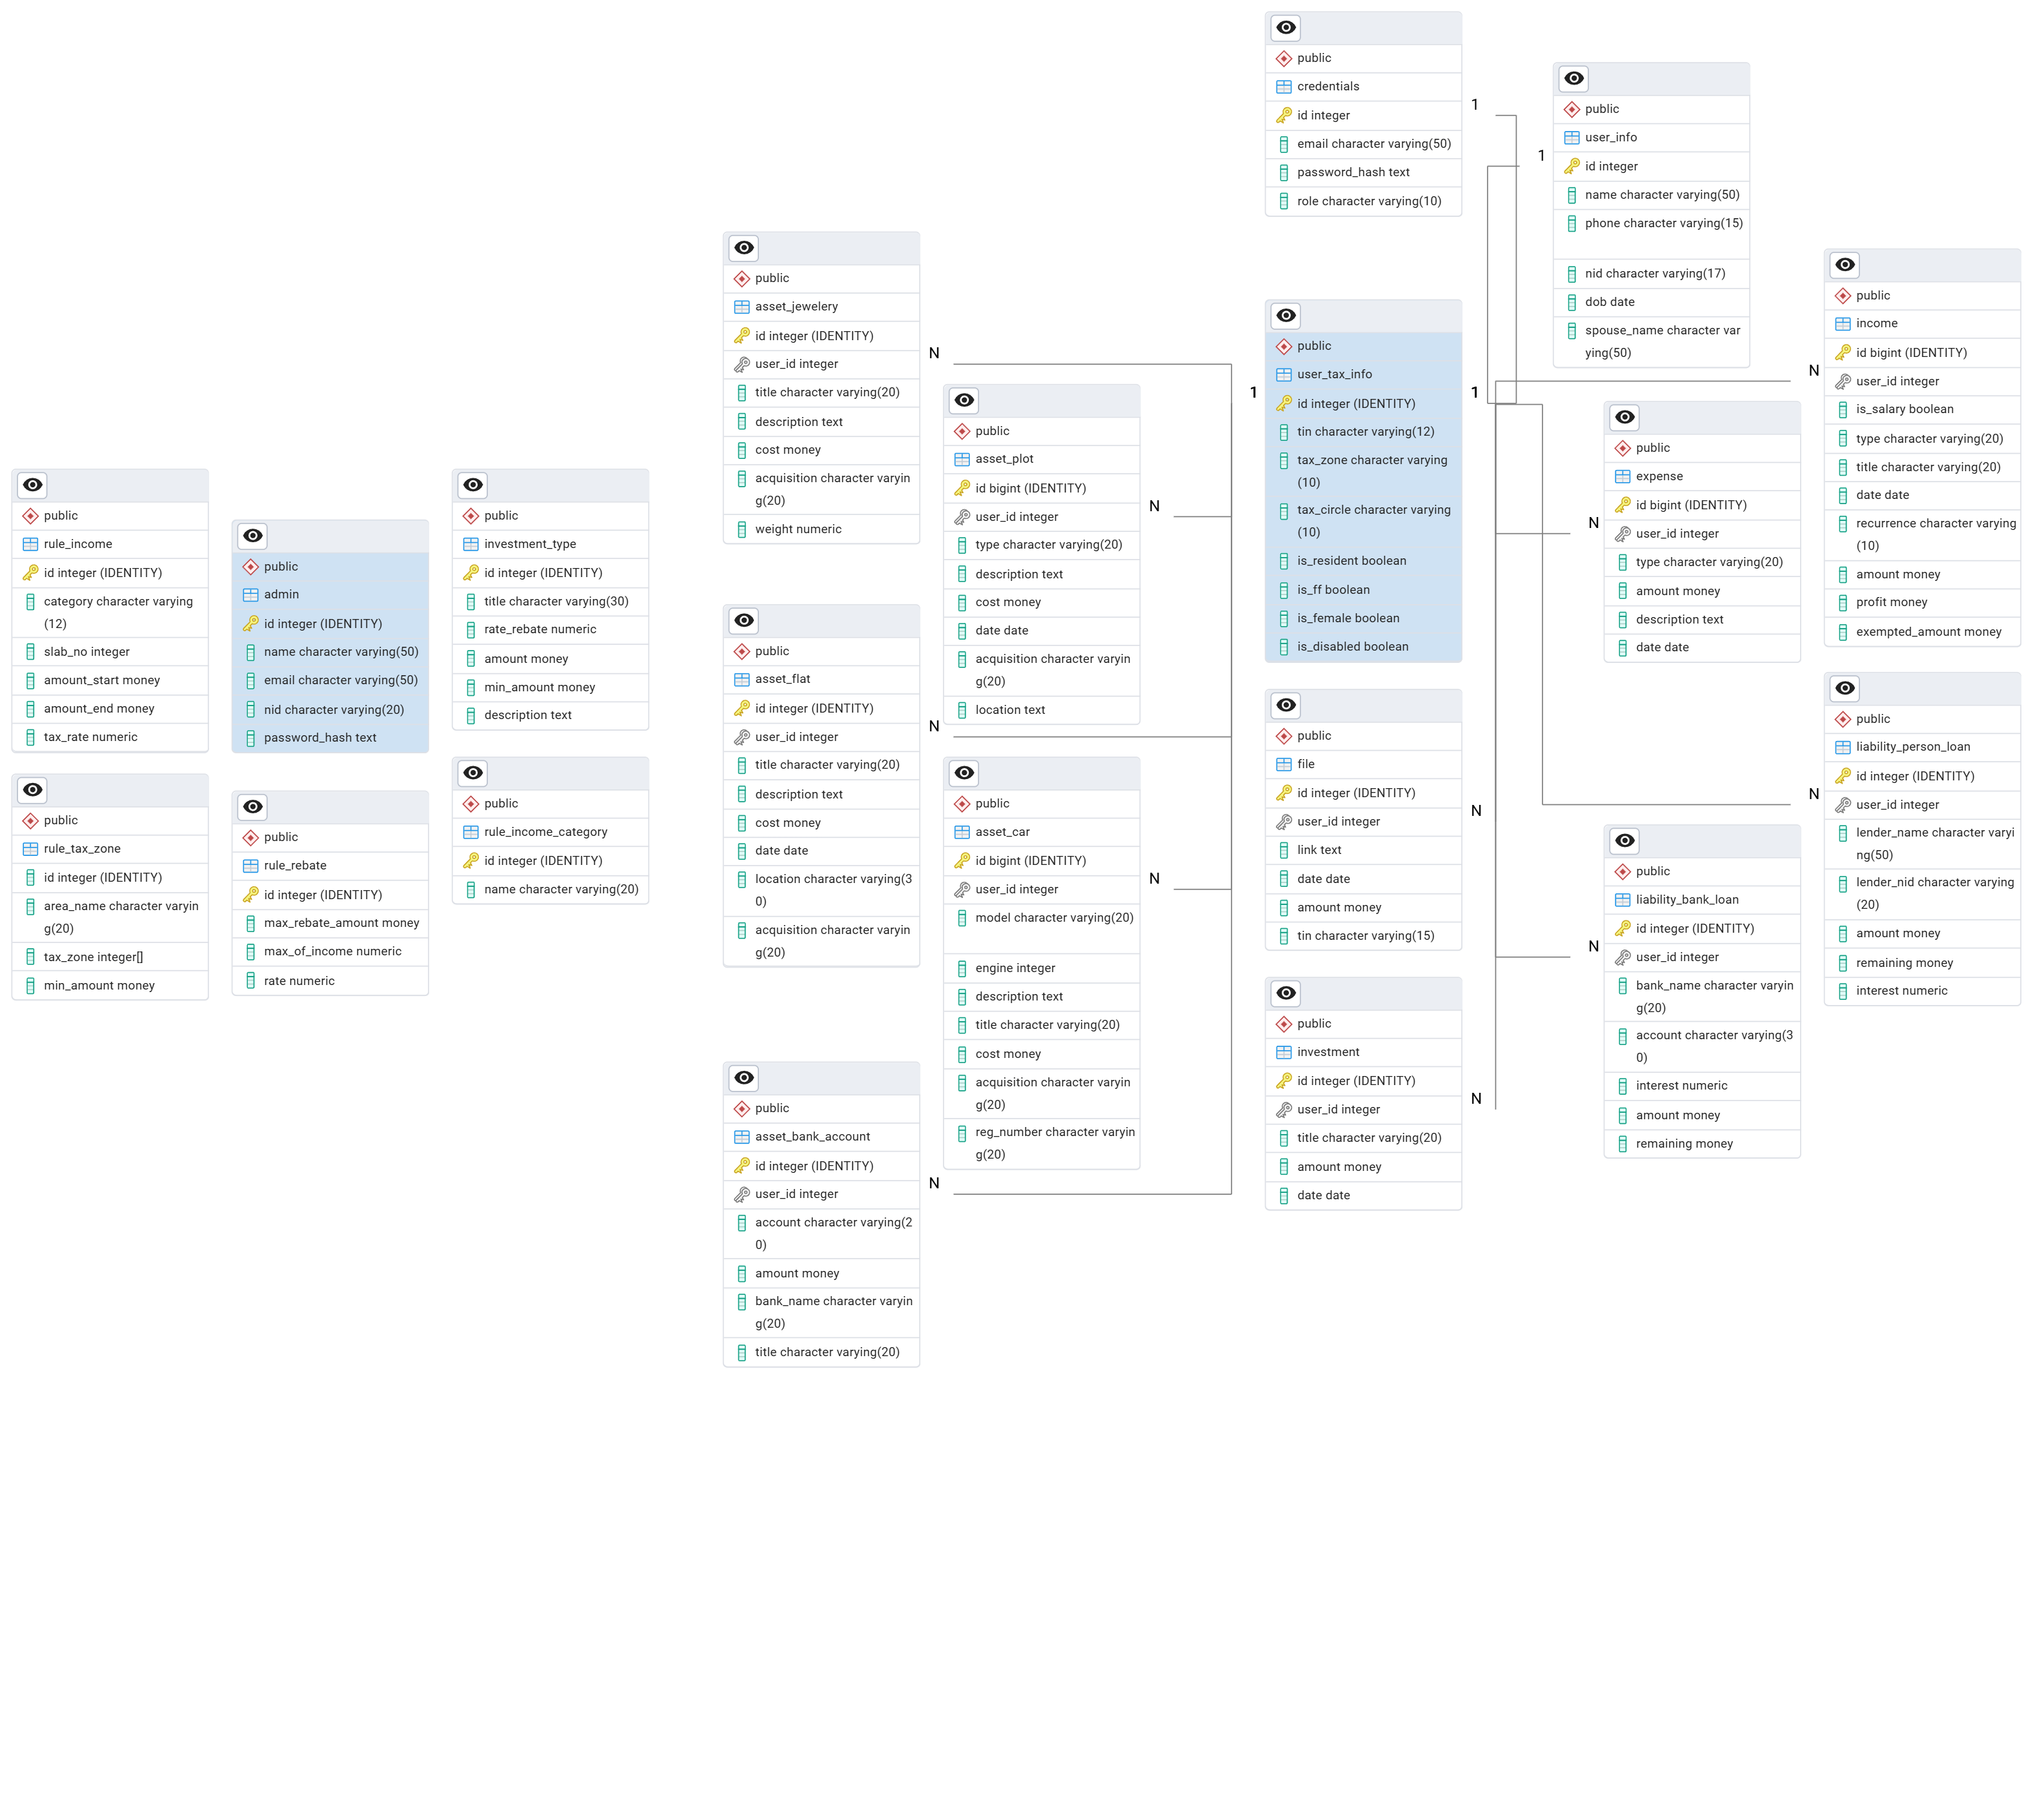 public
credentials
id integer
email character varying(50)
password_hash text
role character varying(10)
1
public
user_info
id integer
name character varying(50)
phone character varying(15)
nid character varying(17)
dob date
spouse_name character var
ying(50)
1
public
asset_jewelery
id integer (IDENTITY)
user_id integer
title character varying(20)
description text
cost money
acquisition character varyin
g(20)
weight numeric
N
public
income
id bigint (IDENTITY)
user_id integer
is_salary boolean
type character varying(20)
title character varying(20)
date date
recurrence character varying
(10)
amount money
profit money
exempted_amount money
N
public
user_tax_info
id integer (IDENTITY)
tin character varying(12)
tax_zone character varying
(10)
tax_circle character varying
(10)
is_resident boolean
is_ff boolean
is_female boolean
is_disabled boolean
1
1
public
asset_plot
id bigint (IDENTITY)
user_id integer
type character varying(20)
description text
cost money
date date
acquisition character varyin
g(20)
location text
N
public
expense
id bigint (IDENTITY)
user_id integer
type character varying(20)
amount money
description text
date date
N
public
rule_income
id integer (IDENTITY)
category character varying
(12)
slab_no integer
amount_start money
amount_end money
tax_rate numeric
public
admin
id integer (IDENTITY)
name character varying(50)
email character varying(50)
nid character varying(20)
password_hash text
public
investment_type
id integer (IDENTITY)
title character varying(30)
rate_rebate numeric
amount money
min_amount money
description text
public
asset_flat
id integer (IDENTITY)
user_id integer
title character varying(20)
description text
cost money
date date
location character varying(3
0)
acquisition character varyin
g(20)
N
public
file
id integer (IDENTITY)
user_id integer
link text
date date
amount money
tin character varying(15)
N
public
liability_person_loan
id integer (IDENTITY)
user_id integer
lender_name character varyi
ng(50)
lender_nid character varying
(20)
amount money
remaining money
interest numeric
N
public
rule_tax_zone
id integer (IDENTITY)
area_name character varyin
g(20)
tax_zone integer[]
min_amount money
public
rule_rebate
id integer (IDENTITY)
max_rebate_amount money
max_of_income numeric
rate numeric
public
rule_income_category
id integer (IDENTITY)
name character varying(20)
public
asset_car
id bigint (IDENTITY)
user_id integer
model character varying(20)
engine integer
description text
title character varying(20)
cost money
acquisition character varyin
g(20)
reg_number character varyin
g(20)
N
public
liability_bank_loan
id integer (IDENTITY)
user_id integer
bank_name character varyin
g(20)
account character varying(3
0)
interest numeric
amount money
remaining money
N
public
investment
id integer (IDENTITY)
user_id integer
title character varying(20)
amount money
date date
N
public
asset_bank_account
id integer (IDENTITY)
user_id integer
account character varying(2
0)
amount money
bank_name character varyin
g(20)
title character varying(20)
N